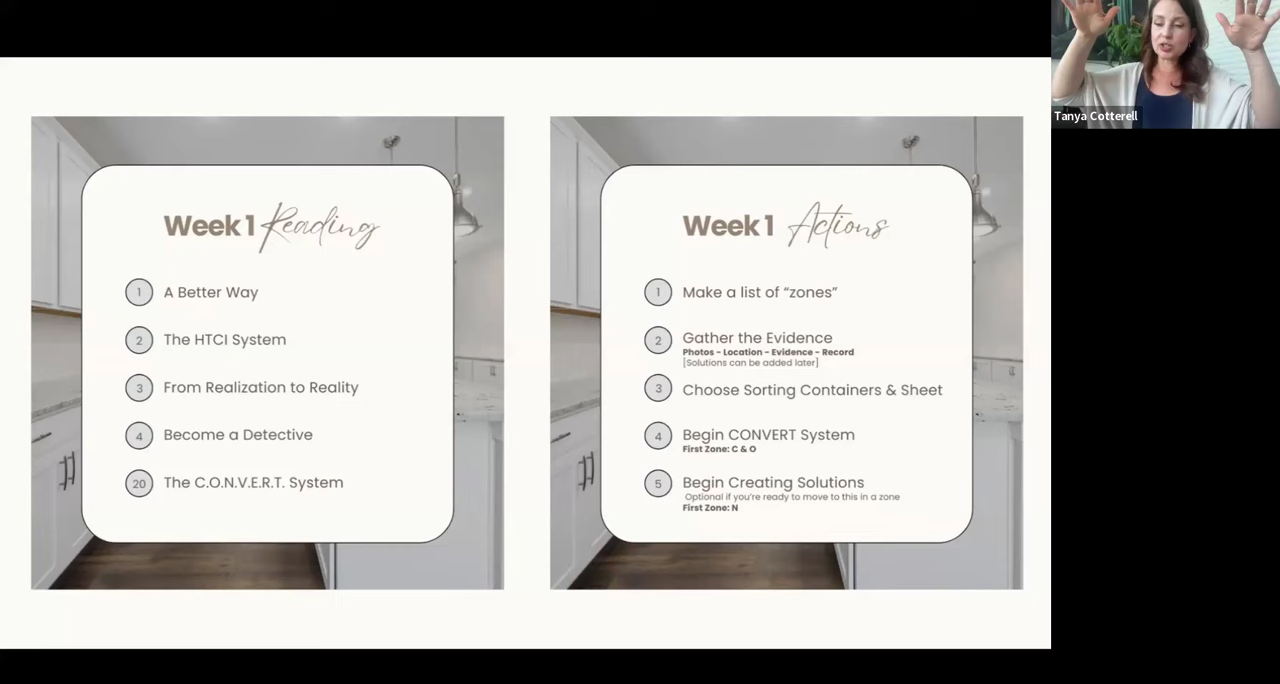 Tanya Cotterell
Week 1 Reading
1 A Better Way
2 The HTCI System
3 From Realization to Reality
4 Become a Detective
20 The C.O.N.V.E.R.T. System
Week 1 Actions
1 Make a list of “zones”
2 Gather the Evidence
Photos - Location - Evidence - Record
[Solutions can be added later]
3 Choose Sorting Containers & Sheet
4 Begin CONVERT System
First Zone: C & O
5 Begin Creating Solutions
Optional if you're ready to move to this in a zone
First Zone: N